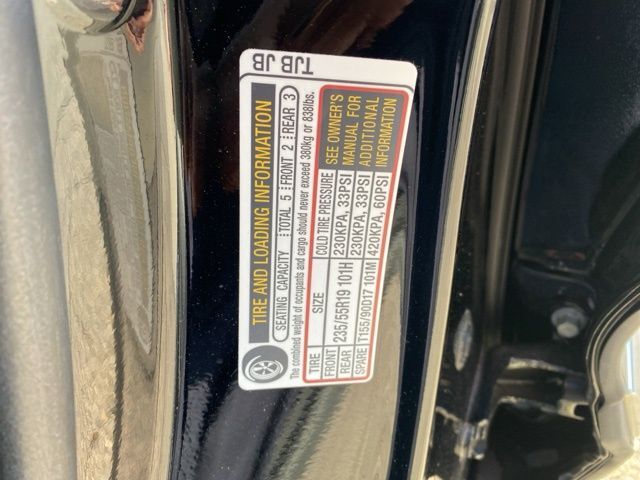 TIRE AND LOADING INFORMATION
SEATING CAPACITY TOTAL 5 FRONT 2 REAR 3
The combined weight of occupants and cargo should never exceed 380kg or 838lbs.
TIRE SIZE COLD TIRE PRESSURE
FRONT 235/55R19 101H 230KPA, 33PSI
REAR 230KPA, 33PSI
SPARE T155/90D17 101M 420KPA, 60PSI
SEE OWNER'S
MANUAL FOR
ADDITIONAL
INFORMATION
TJB JB